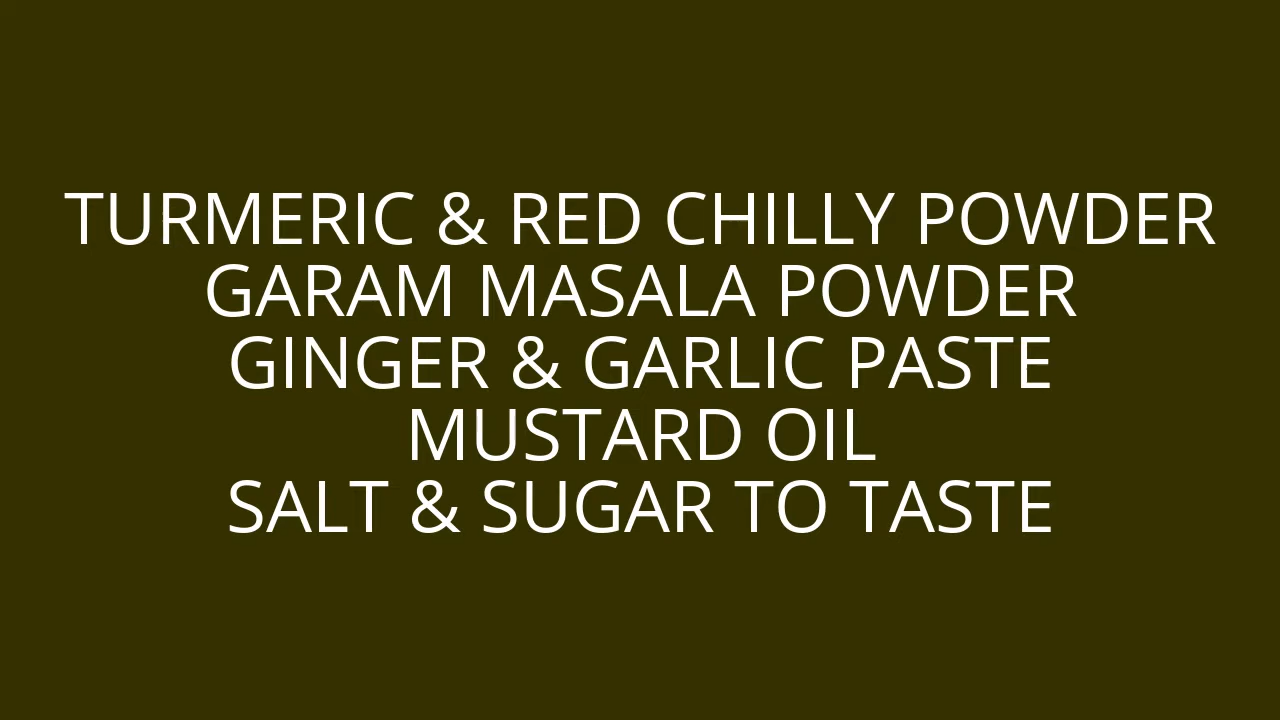 TURMERIC & RED CHILLY POWDER
GARAM MASALA POWDER
GINGER & GARLIC PASTE
MUSTARD OIL
SALT & SUGAR TO TASTE